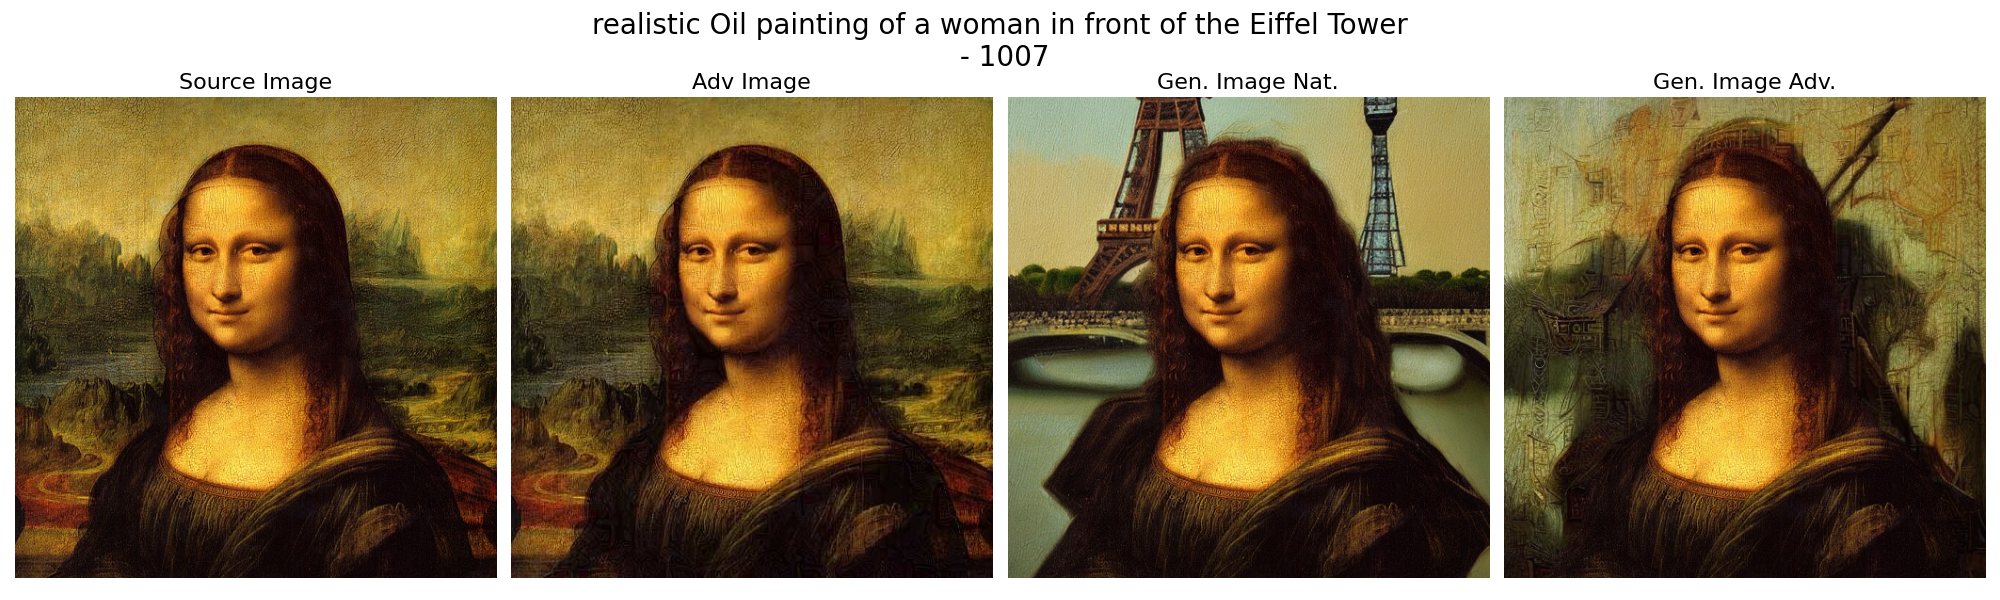 realistic Oil painting of a woman in front of the Eiffel Tower
- 1007
Source Image
Adv Image
Gen. Image Nat.
Gen. Image Adv.